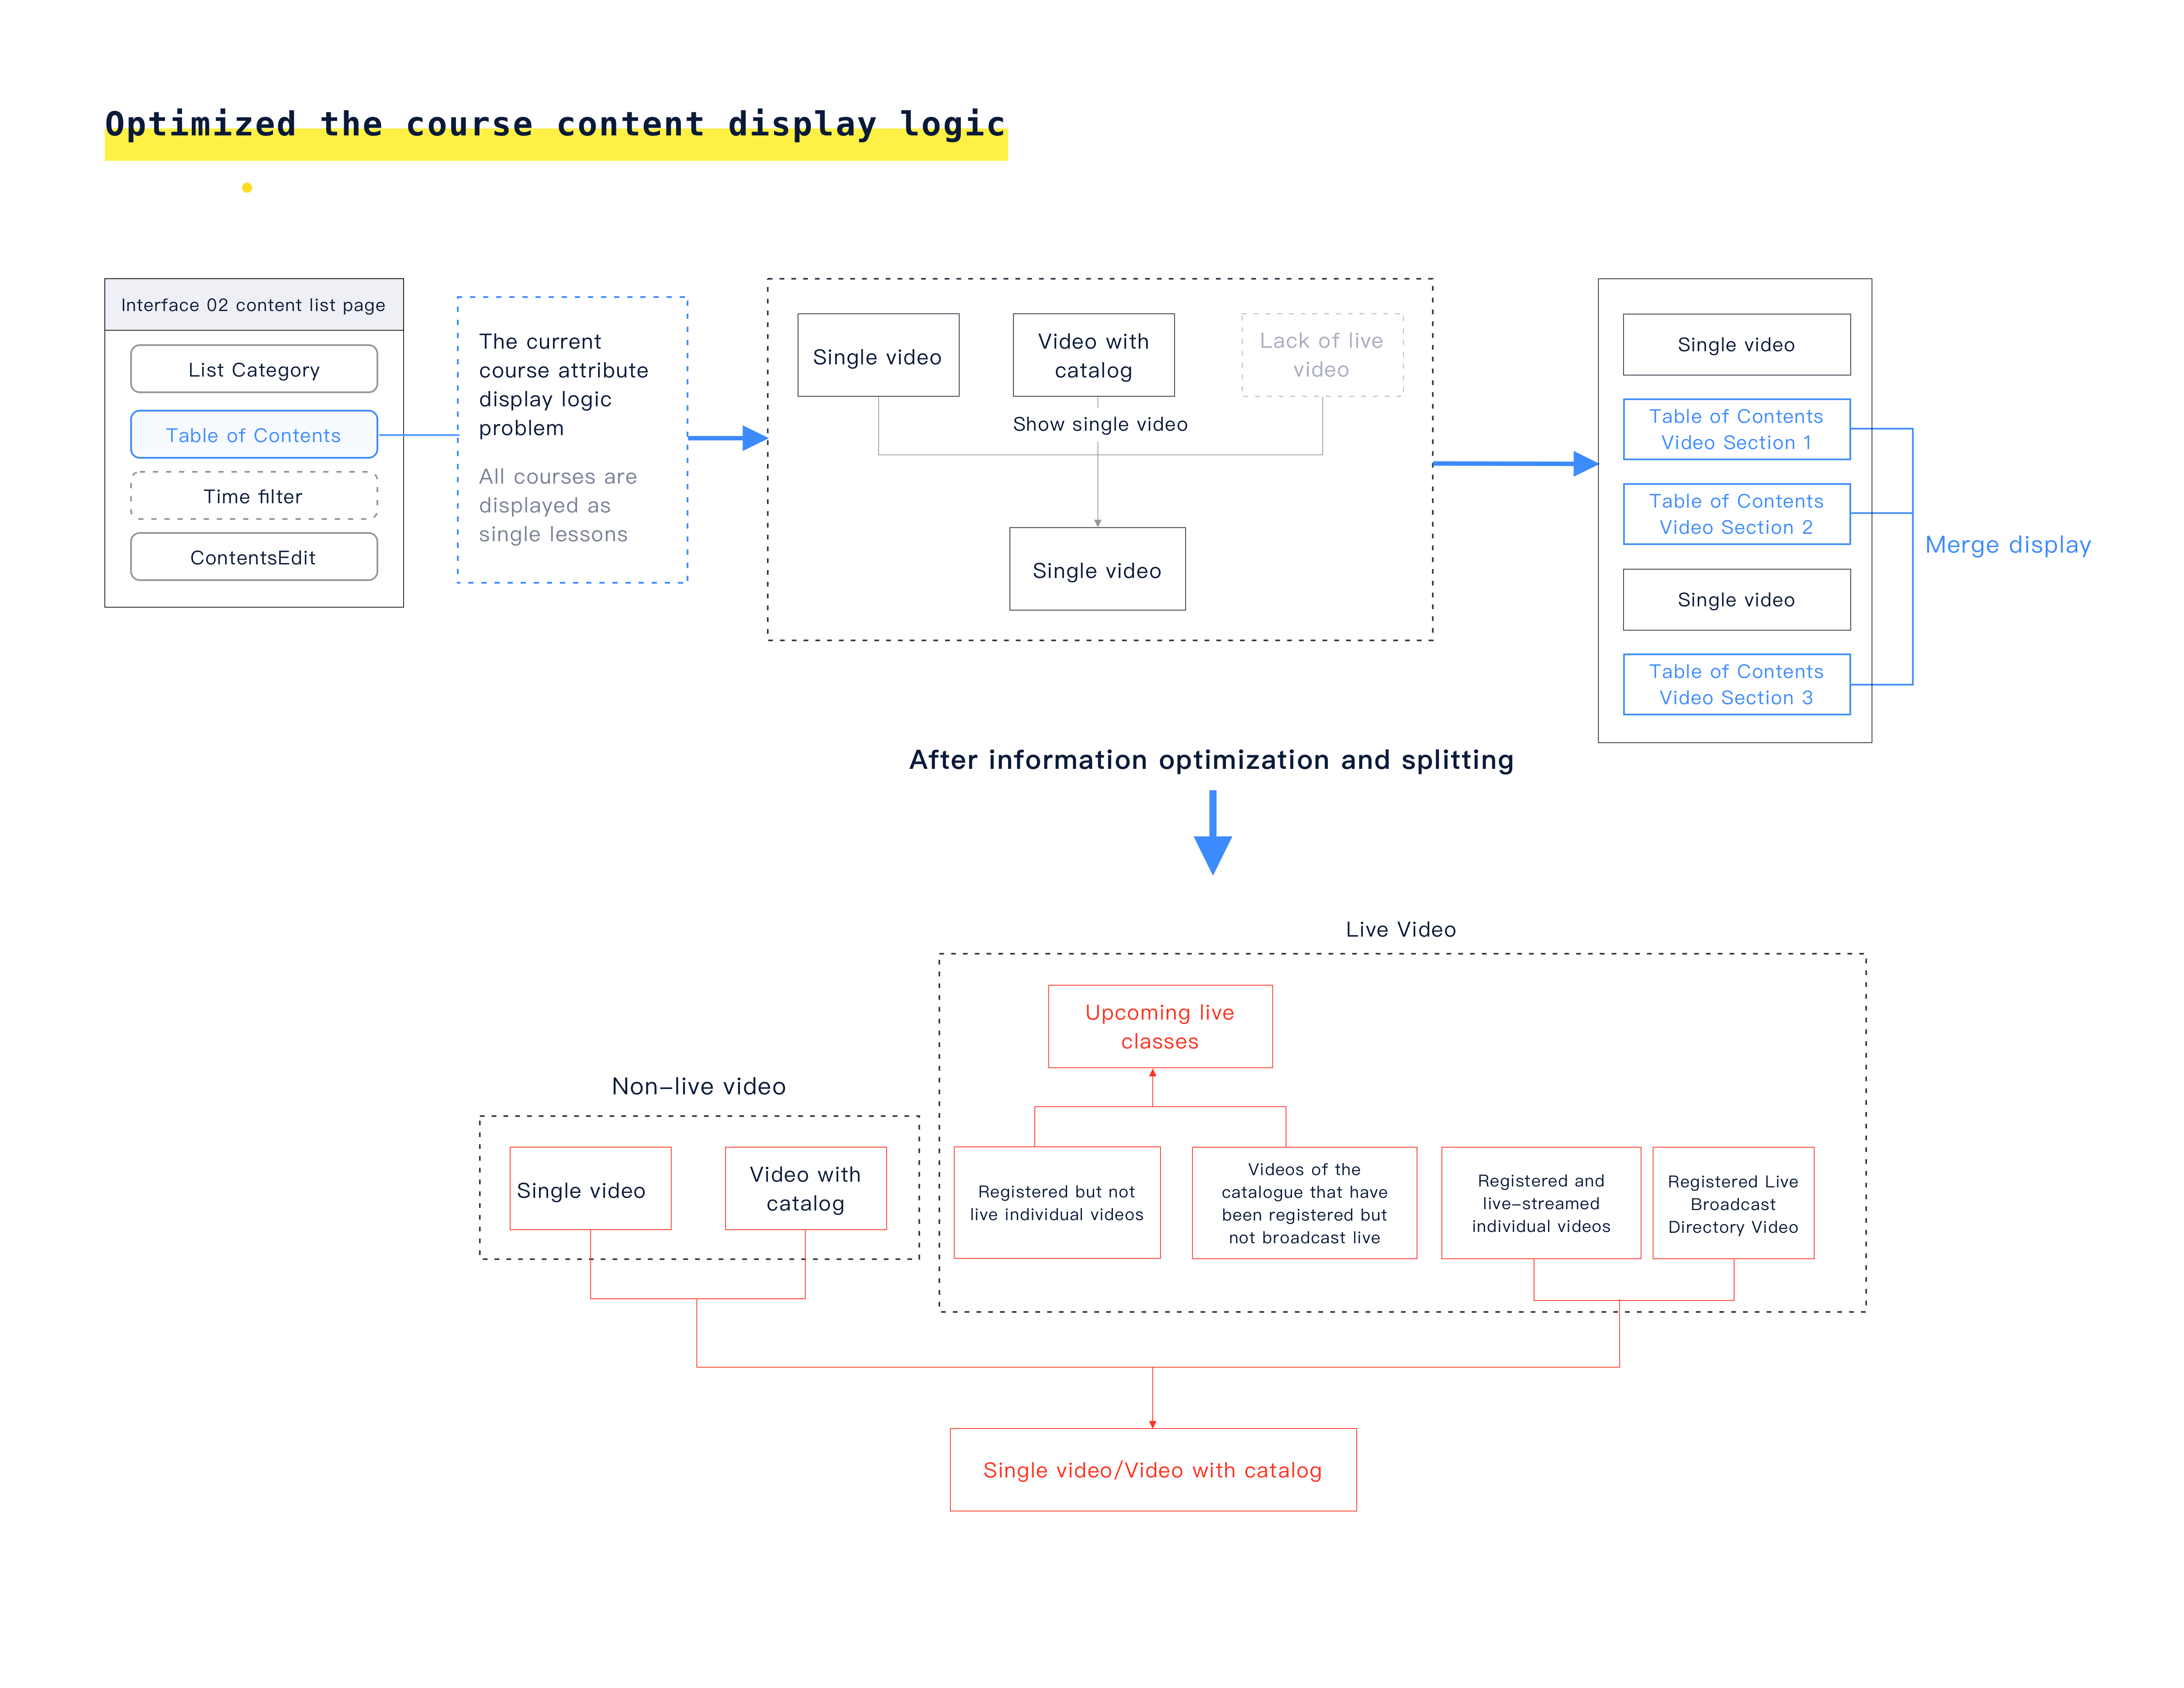 Optimized the course content display logic
Interface 02 content list page
List Category
Table of Contents
Time filter
ContentsEdit
The current
course attribute
display logic
problem
All courses are
displayed as
single lessons
Single video
Video with
catalog
Lack of live
video
Show single video
Single video
Single video
Table of Contents
Video Section 1
Table of Contents
Video Section 2
Single video
Table of Contents
Video Section 3
Merge display
After information optimization and splitting
Live Video
Upcoming live
classes
Non-live video
Single video
Video with
catalog
Registered but not
live individual videos
Videos of the
catalogue that have
been registered but
not broadcast live
Registered and
live-streamed
individual videos
Registered Live
Broadcast
Directory Video
Single video/Video with catalog